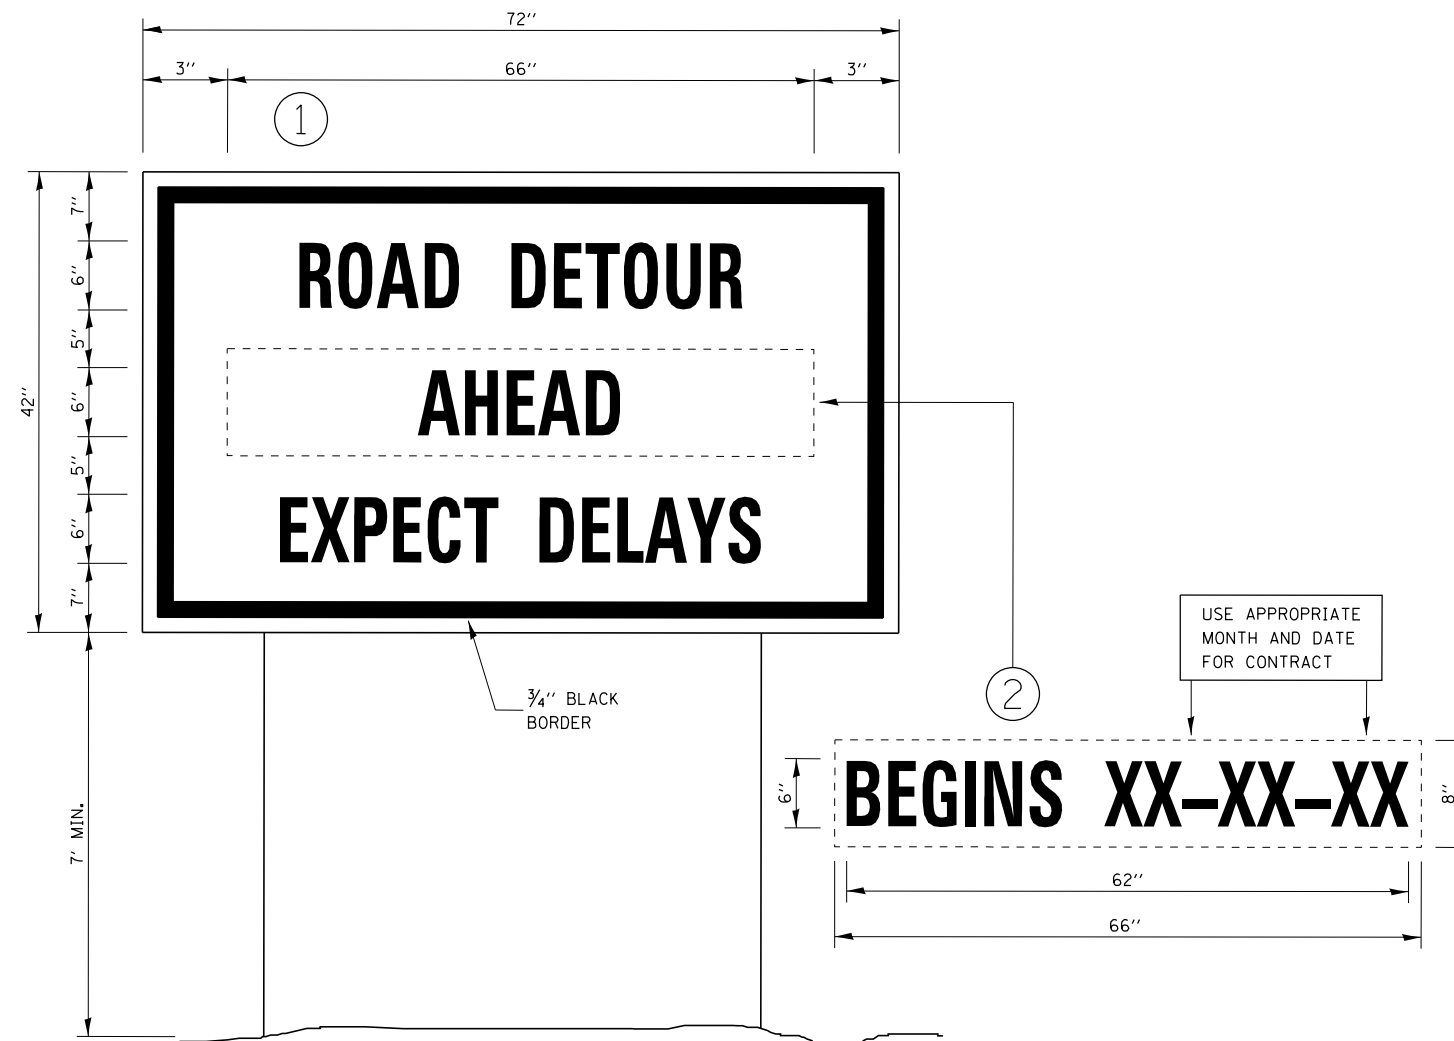 72''
3'' 66'' 3''
1
7''
6''
5''
6''
5''
6''
7''
42''
ROAD DETOUR
AHEAD
EXPECT DELAYS
¾'' BLACK
BORDER
7' MIN.
2
USE APPROPRIATE
MONTH AND DATE
FOR CONTRACT
6''
BEGINS XX-XX-XX
8''
62''
66''